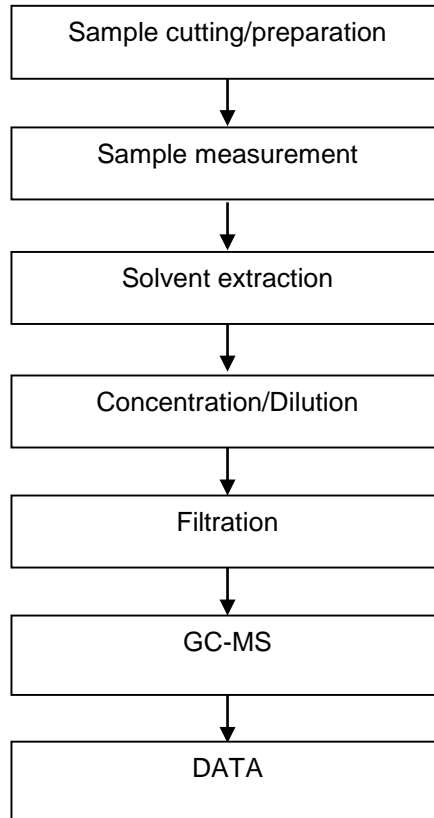 Sample cutting/preparation
Sample measurement
Solvent extraction
Concentration/Dilution
Filtration
GC-MS
DATA